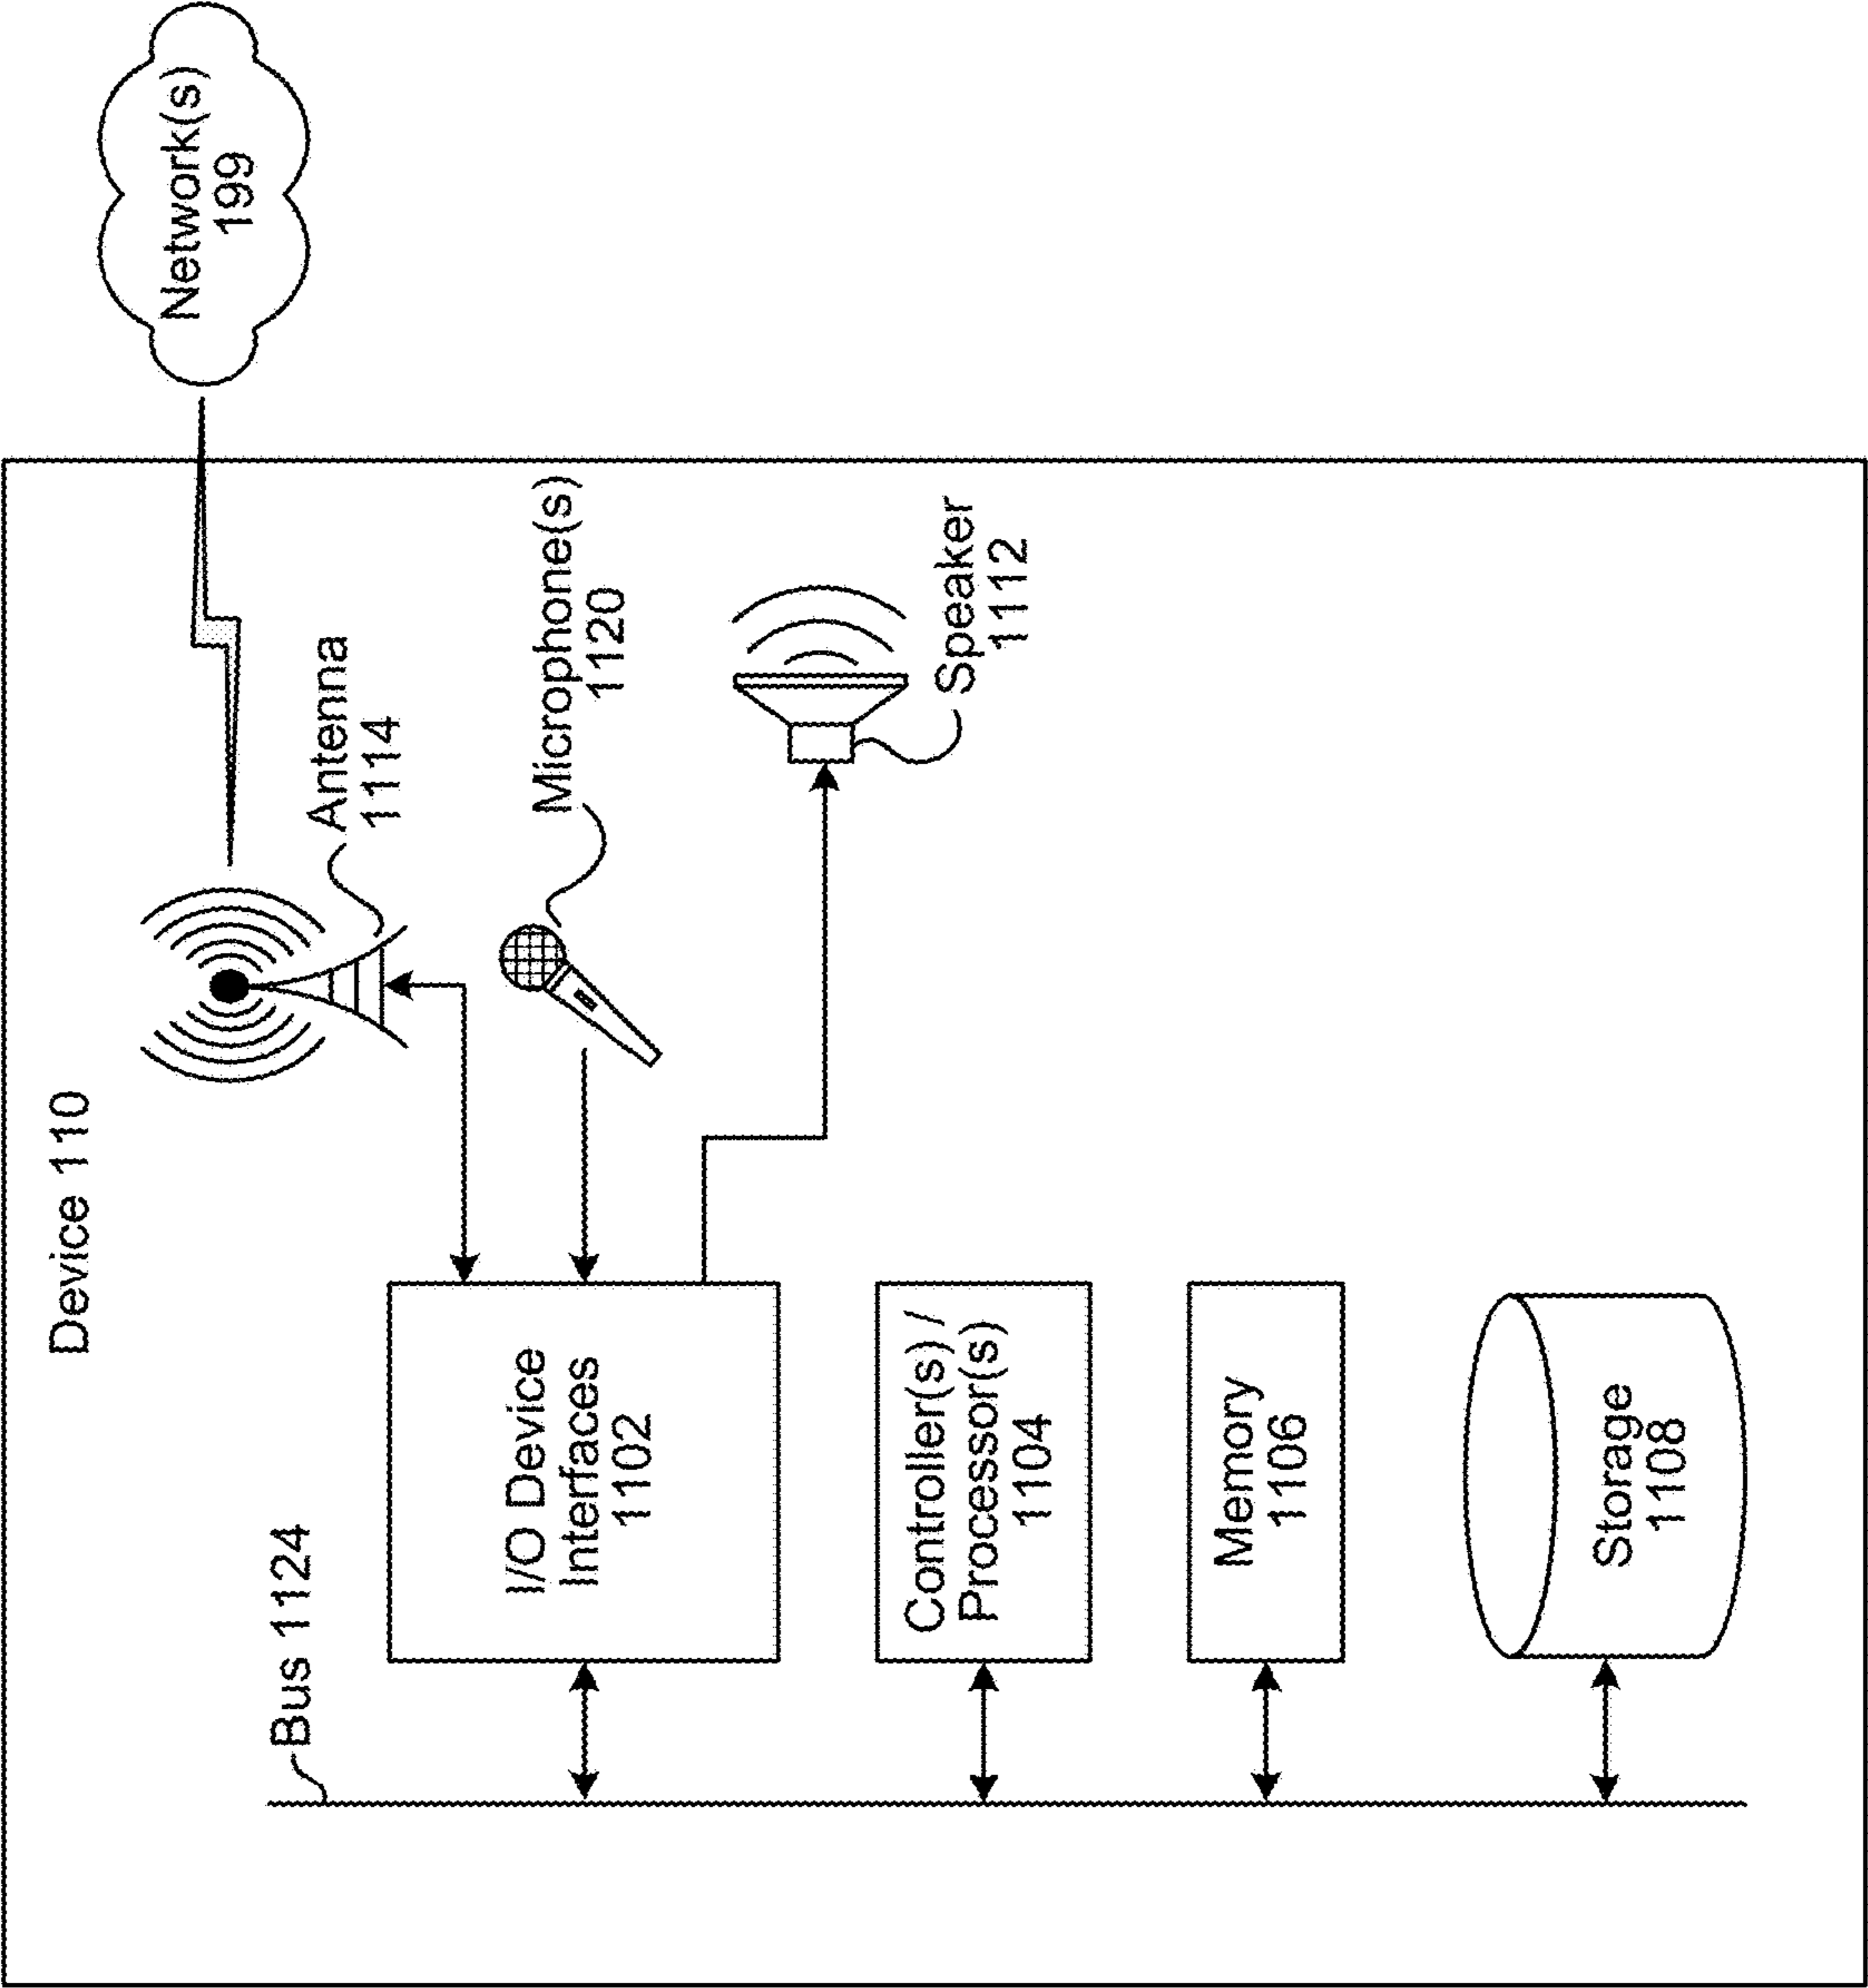 Device 110
Bus 1124
I/O Device
Interfaces
1102
Controller(s) /
Processor(s)
1104
Memory
1106
Storage
1108
Antenna
1114
Microphone(s)
1120
Speaker
1112
Network(s)
199